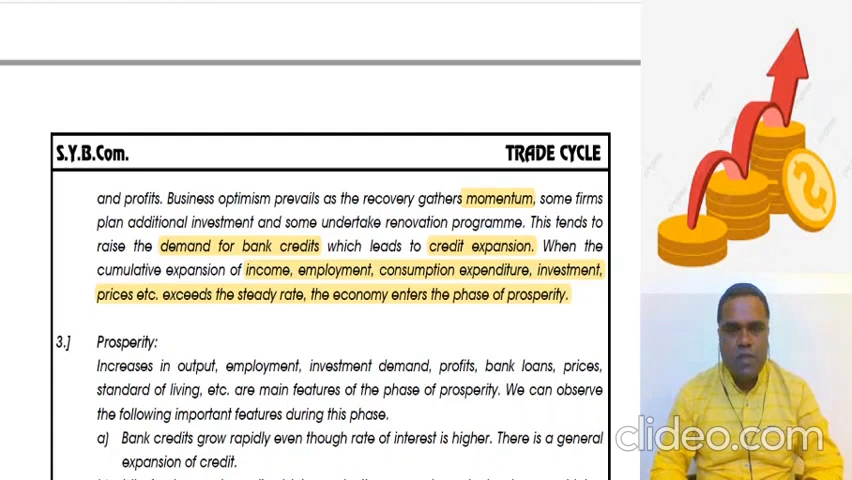 S.Y.B.Com. TRADE CYCLE
and profits. Business optimism prevails as the recovery gathers momentum, some firms
plan additional investment and some undertake renovation programme. This tends to
raise the demand for bank credits which leads to credit expansion. When the
cumulative expansion of income, employment, consumption expenditure, investment,
prices etc. exceeds the steady rate, the economy enters the phase of prosperity.
3.] Prosperity:
Increases in output, employment, investment demand, profits, bank loans, prices,
standard of living, etc. are main features of the phase of prosperity. We can observe
the following important features during this phase.
a) Bank credits grow rapidly even though rate of interest is higher. There is a general
expansion of credit.
clideo.com